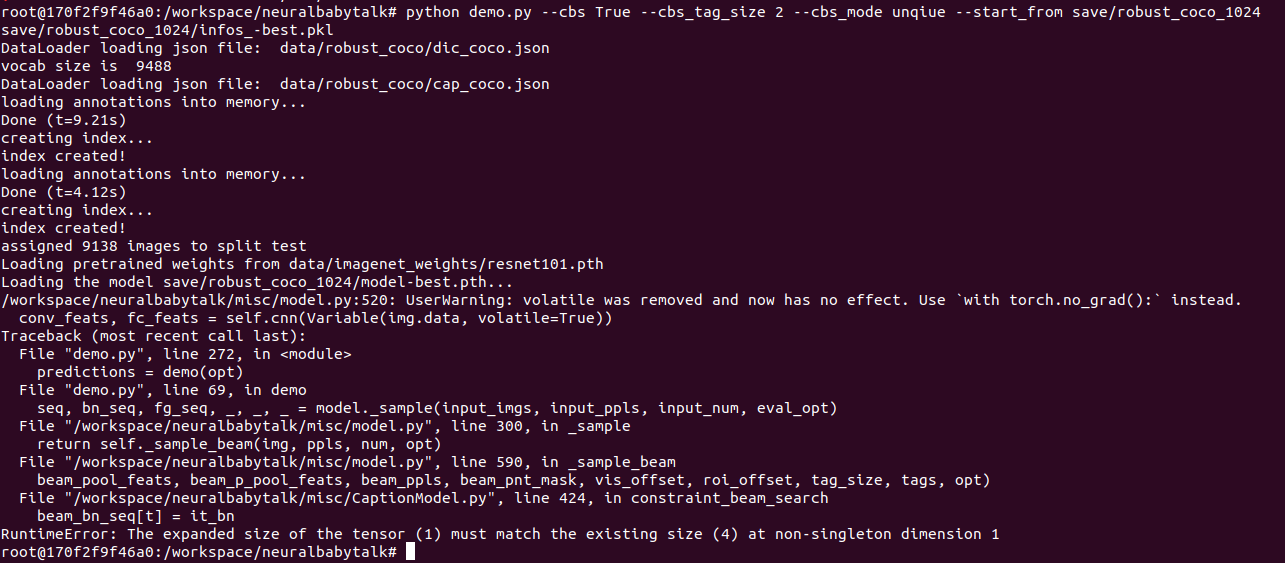 root@170f2f9f46a0:/workspace/neuralbabytalk# python demo.py --cbs True --cbs_tag_size 2 --cbs_mode unqiue --start_from save/robust_coco_1024
save/robust_coco_1024/infos_-best.pkl
DataLoader loading json file:  data/robust_coco/dic_coco.json
vocab size is  9488
DataLoader loading json file:  data/robust_coco/cap_coco.json
loading annotations into memory...
Done (t=9.21s)
creating index...
index created!
loading annotations into memory...
Done (t=4.12s)
creating index...
index created!
assigned 9138 images to split test
Loading pretrained weights from data/imagenet_weights/resnet101.pth
Loading the model save/robust_coco_1024/model-best.pth...
/workspace/neuralbabytalk/misc/model.py:520: UserWarning: volatile was removed and now has no effect. Use `with torch.no_grad():` instead.
  conv_feats, fc_feats = self.cnn(Variable(img.data, volatile=True))
Traceback (most recent call last):
  File "demo.py", line 272, in <module>
    predictions = demo(opt)
  File "demo.py", line 69, in demo
    seq, bn_seq, fg_seq, _, _, _ = model._sample(input_imgs, input_ppls, input_num, eval_opt)
  File "/workspace/neuralbabytalk/misc/model.py", line 300, in _sample
    return self._sample_beam(img, ppls, num, opt)
  File "/workspace/neuralbabytalk/misc/model.py", line 590, in _sample_beam
    beam_pool_feats, beam_p_pool_feats, beam_ppls, beam_pnt_mask, vis_offset, roi_offset, tag_size, tags, opt)
  File "/workspace/neuralbabytalk/misc/CaptionModel.py", line 424, in constraint_beam_search
    beam_bn_seq[t] = it_bn
RuntimeError: The expanded size of the tensor (1) must match the existing size (4) at non-singleton dimension 1
root@170f2f9f46a0:/workspace/neuralbabytalk#